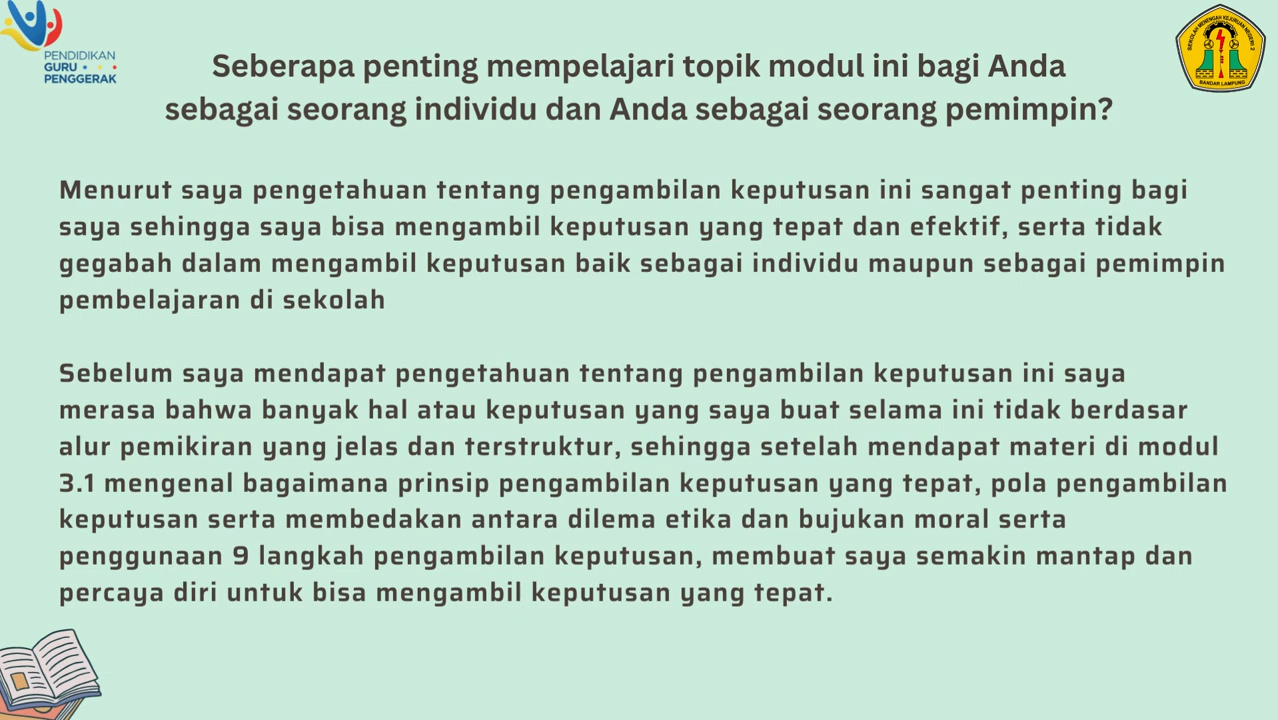 PENDIDIKAN
GURU
PENGGERAK
SEKOLAH MENENGAH KEJURUAN NEGERI 2
BANDAR LAMPUNG
Seberapa penting mempelajari topik modul ini bagi Anda
sebagai seorang individu dan Anda sebagai seorang pemimpin?
Menurut saya pengetahuan tentang pengambilan keputusan ini sangat penting bagi
saya sehingga saya bisa mengambil keputusan yang tepat dan efektif, serta tidak
gegabah dalam mengambil keputusan baik sebagai individu maupun sebagai pemimpin
pembelajaran di sekolah
Sebelum saya mendapat pengetahuan tentang pengambilan keputusan ini saya
merasa bahwa banyak hal atau keputusan yang saya buat selama ini tidak berdasar
alur pemikiran yang jelas dan terstruktur, sehingga setelah mendapat materi di modul
3.1 mengenal bagaimana prinsip pengambilan keputusan yang tepat, pola pengambilan
keputusan serta membedakan antara dilema etika dan bujukan moral serta
penggunaan 9 langkah pengambilan keputusan, membuat saya semakin mantap dan
percaya diri untuk bisa mengambil keputusan yang tepat.